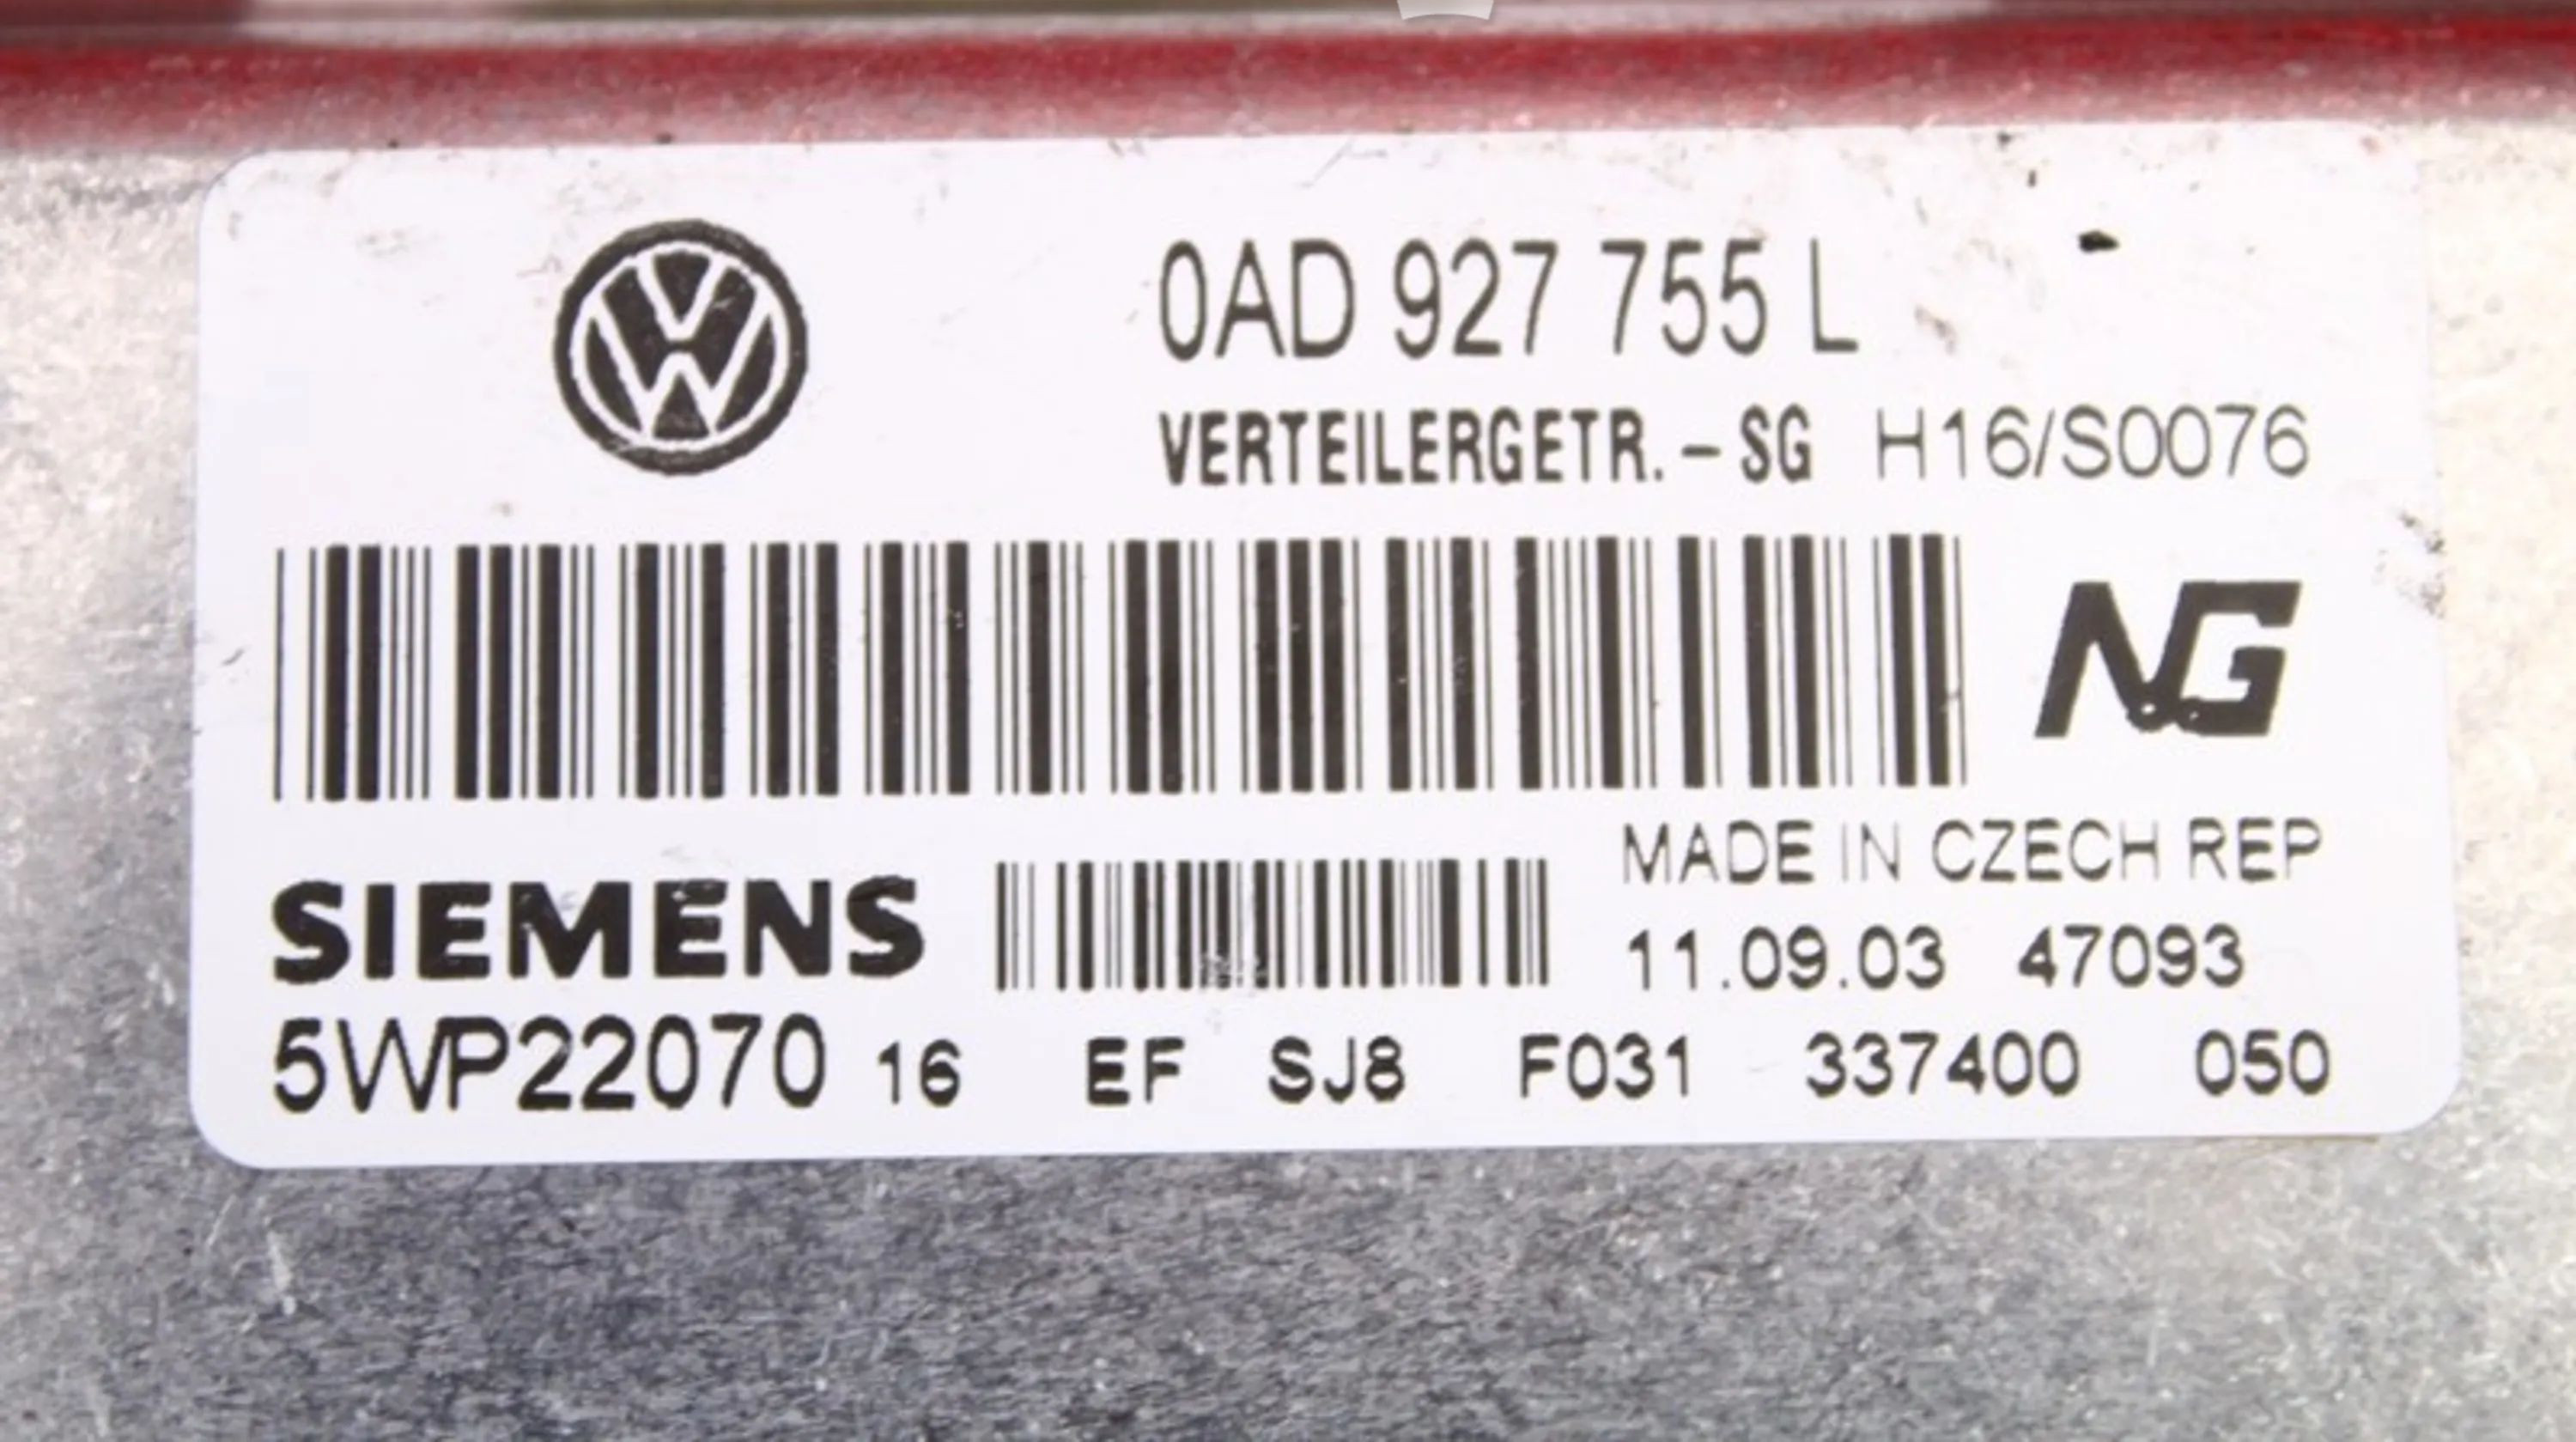 0AD 927 755 L
VERTEILERGETR.-SG H16/S0076
NG
SIEMENS
MADE IN CZECH REP
11.09.03 47093
5WP22070 16 EF SJ8 F031 337400 050